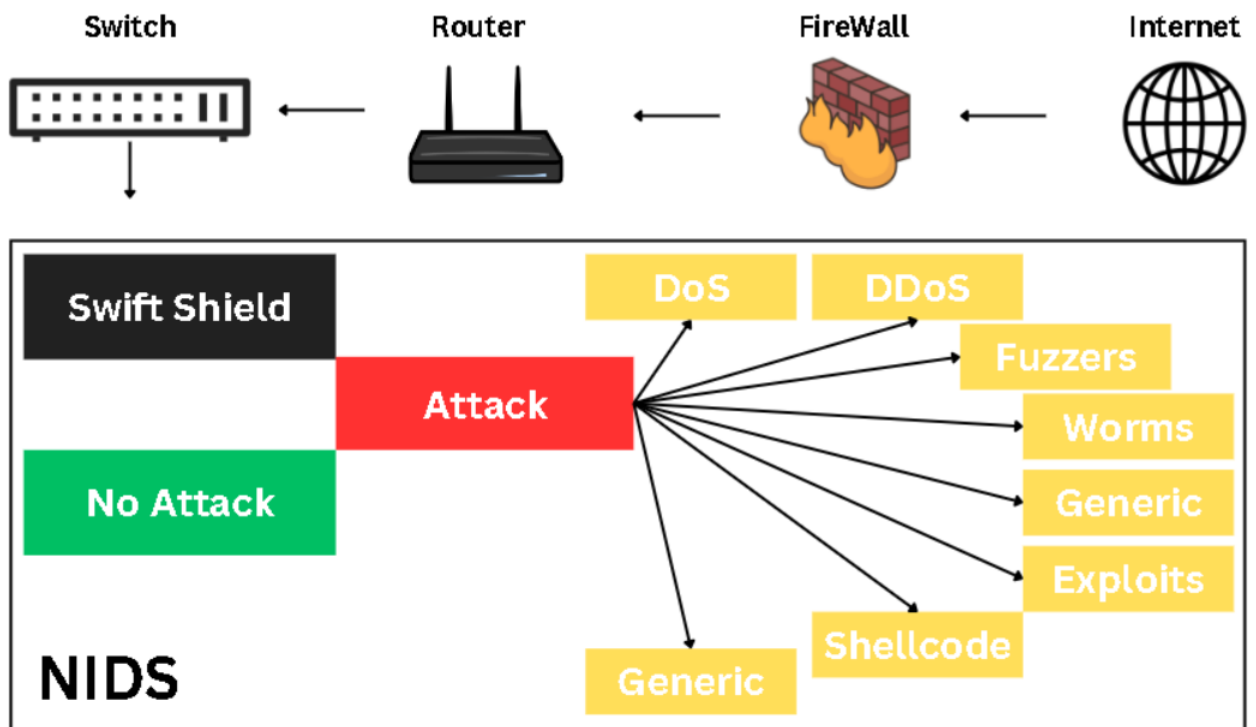 Switch
Router
FireWall
Internet
Swift Shield
DoS
DDoS
Fuzzers
Attack
Worms
No Attack
Generic
Exploits
Shellcode
Generic
NIDS